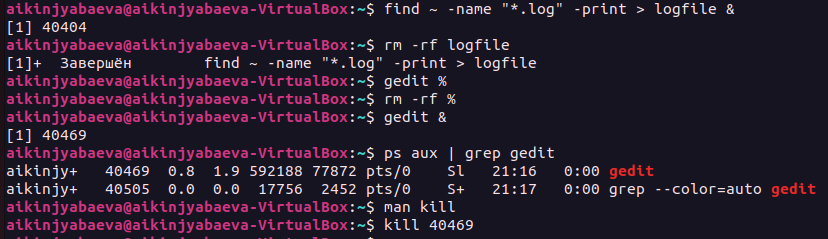 aikinjyabaeva@aikinjyabaeva-VirtualBox:~$ find ~ -name "*.log" -print > logfile &
[1] 40404
aikinjyabaeva@aikinjyabaeva-VirtualBox:~$ rm -rf logfile
[1]+  Завершён        find ~ -name "*.log" -print > logfile
aikinjyabaeva@aikinjyabaeva-VirtualBox:~$ gedit %
aikinjyabaeva@aikinjyabaeva-VirtualBox:~$ rm -rf %
aikinjyabaeva@aikinjyabaeva-VirtualBox:~$ gedit &
[1] 40469
aikinjyabaeva@aikinjyabaeva-VirtualBox:~$ ps aux | grep gedit
aikinjy+   40469  0.8  1.9 592188 77872 pts/0    Sl   21:16   0:00 gedit
aikinjy+   40505  0.0  0.0  17756  2452 pts/0    S+   21:17   0:00 grep --color=auto gedit
aikinjyabaeva@aikinjyabaeva-VirtualBox:~$ man kill
aikinjyabaeva@aikinjyabaeva-VirtualBox:~$ kill 40469